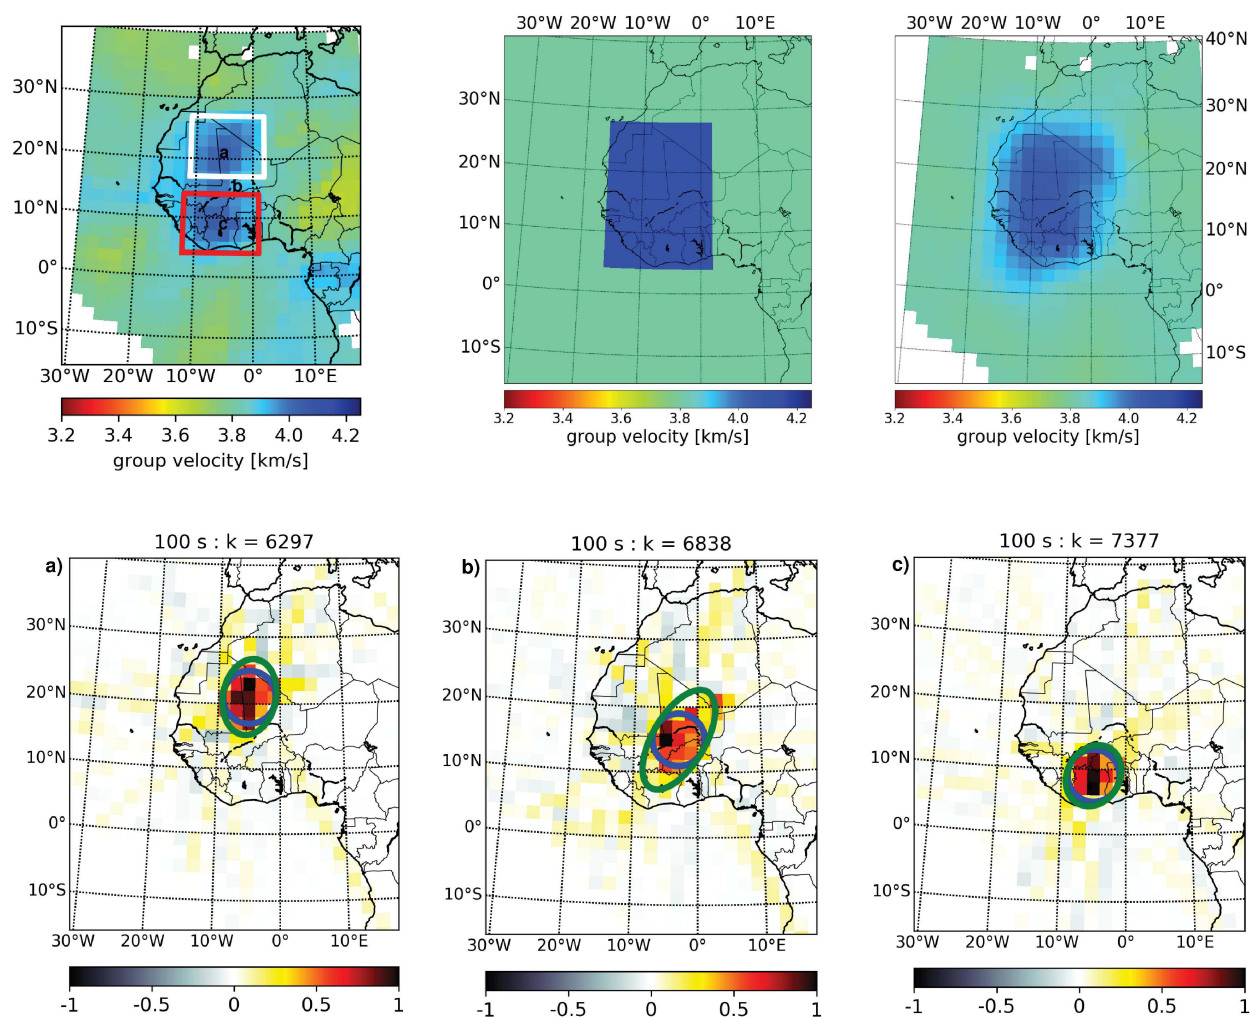 30°W 20°W 10°W 0° 10°E
30°W 20°W 10°W 0° 10°E
40°N
30°N
20°N
10°N
0°
10°S
a
b
c
30°N
20°N
10°N
0°
10°S
30°N
20°N
10°N
0°
10°S
30°W 20°W 10°W 0° 10°E
3.2 3.4 3.6 3.8 4.0 4.2
group velocity [km/s]
3.2 3.4 3.6 3.8 4.0 4.2
group velocity [km/s]
3.2 3.4 3.6 3.8 4.0 4.2
group velocity [km/s]
100 s : k = 6297
a)
30°N
20°N
10°N
0°
10°S
30°W 20°W 10°W 0° 10°E
-1 -0.5 0 0.5 1
100 s : k = 6838
b)
30°N
20°N
10°N
0°
10°S
30°W 20°W 10°W 0° 10°E
-1 -0.5 0 0.5 1
100 s : k = 7377
c)
30°N
20°N
10°N
0°
10°S
30°W 20°W 10°W 0° 10°E
-1 -0.5 0 0.5 1